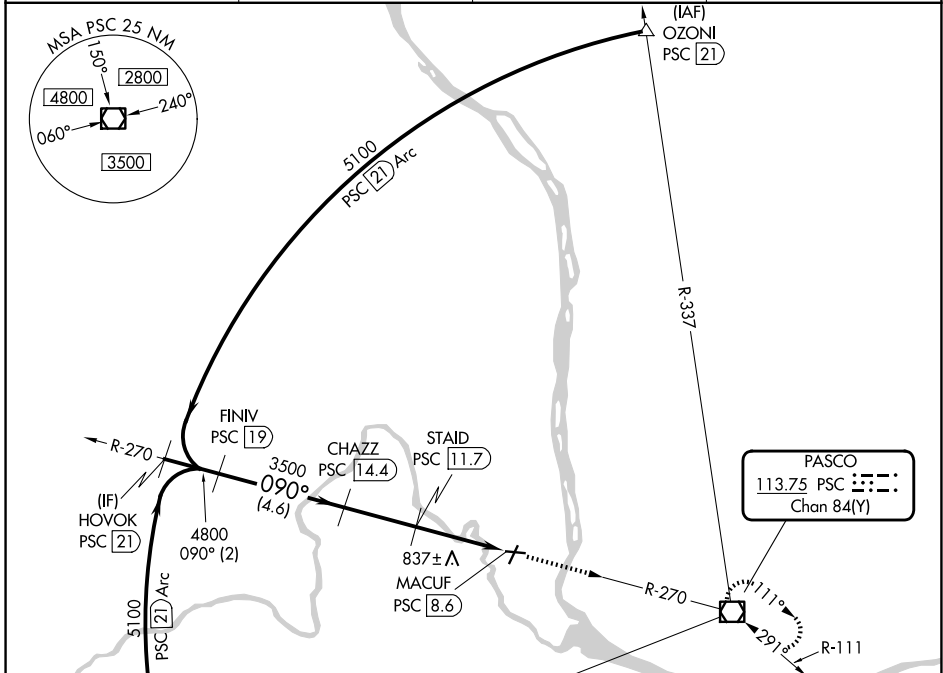 MSA PSC 25 NM
150°
2800
4800
240°
060°
3500
(IAF)
OZONI
PSC 21
5100
PSC 21 Arc
R-337
FINIV
PSC 19
R-270
3500
090°
(4.6)
CHAZZ
PSC 14.4
STAID
PSC 11.7
(IF)
HOVOK
PSC 21
4800
090° (2)
837±
MACUF
PSC 8.6
PASCO
113.75 PSC
Chan 84(Y)
R-270
111°
291°
R-111
5100
PSC 21 Arc